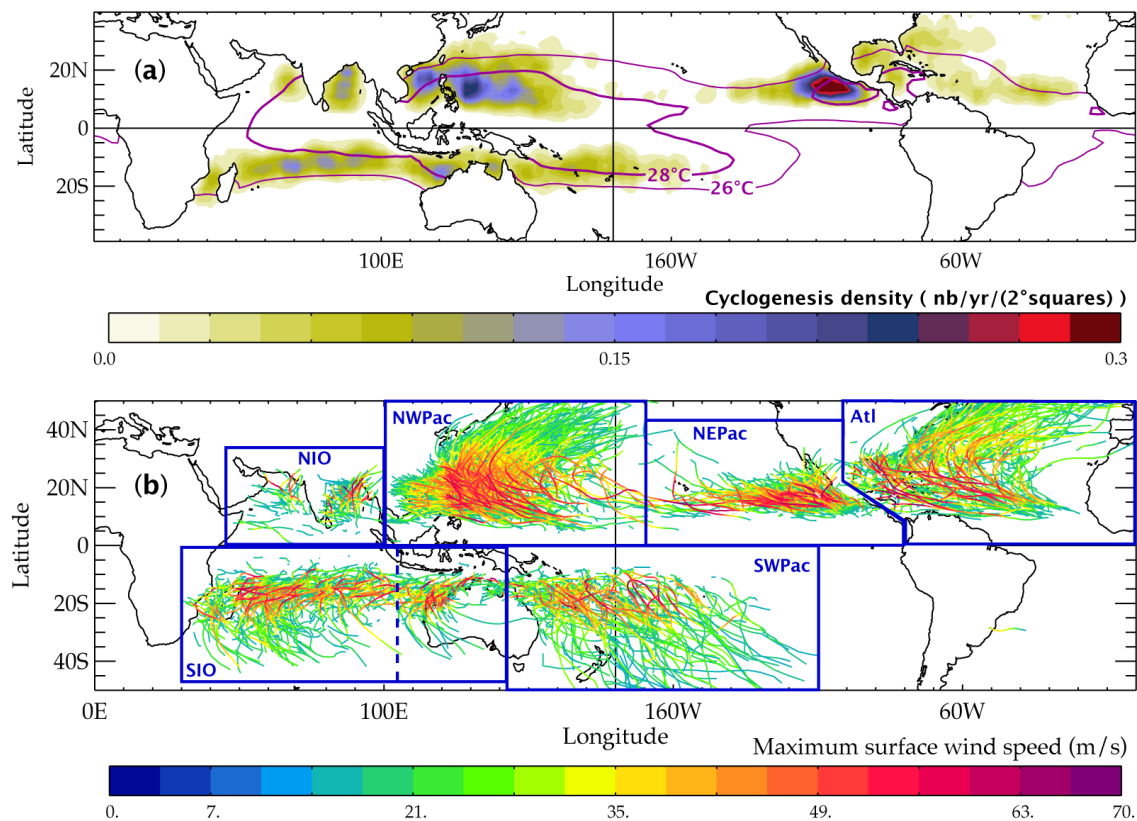 (a)
Latitude
20N
0
20S
28°C
26°C
100E
160W
60W
Longitude
Cyclogenesis density ( nb/yr/(2°squares) )
0.0
0.15
0.3
(b)
Latitude
40N
20N
0
20S
40S
NIO
NWPac
NEPac
Atl
SIO
SWPac
0E
100E
160W
60W
Longitude
Maximum surface wind speed (m/s)
0.
7.
21.
35.
49.
63.
70.